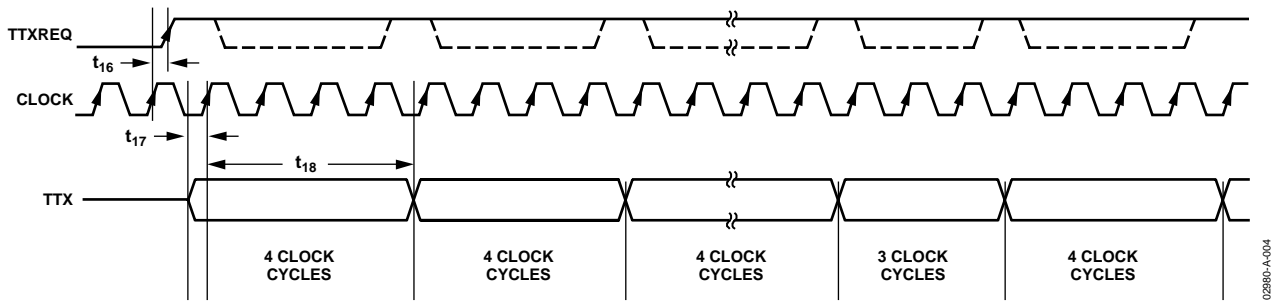 TTXREQ
t16
CLOCK
t17
t18
TTX
4 CLOCK
CYCLES
4 CLOCK
CYCLES
4 CLOCK
CYCLES
3 CLOCK
CYCLES
4 CLOCK
CYCLES
02980-A-004